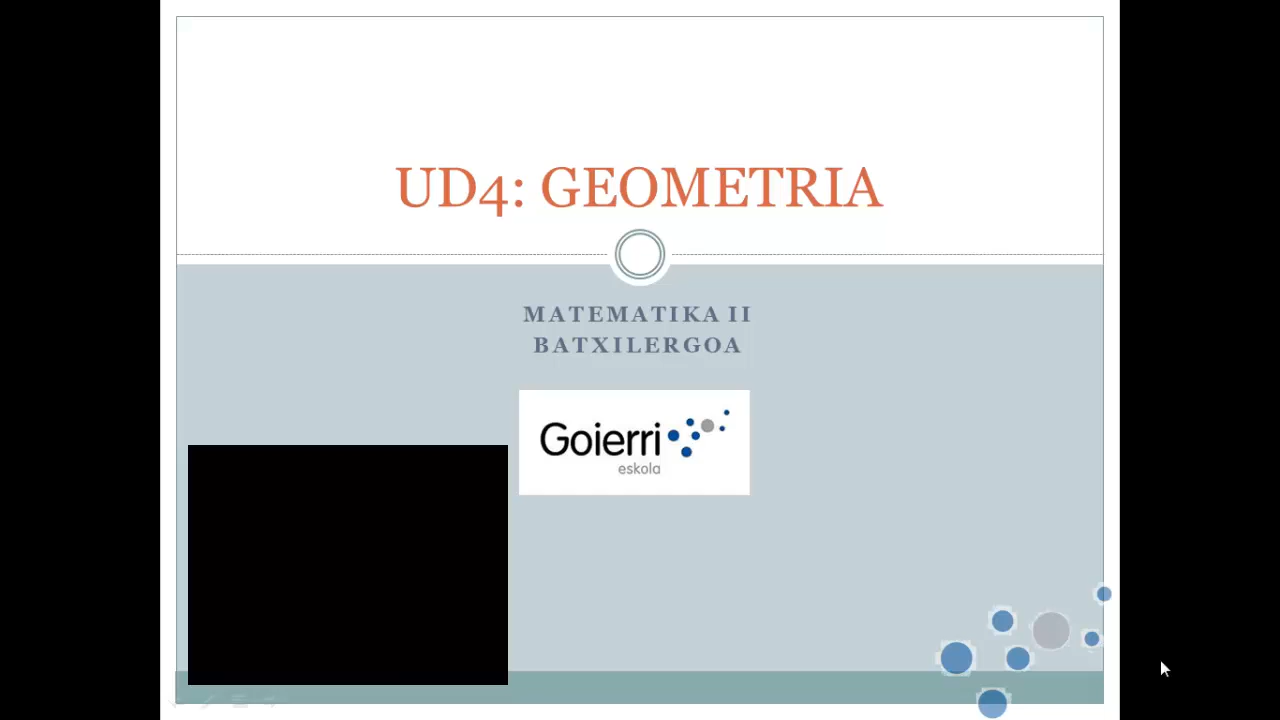 UD4: GEOMETRIA
MATEMATIKA II
BATXILERGOA
Goierri
eskola